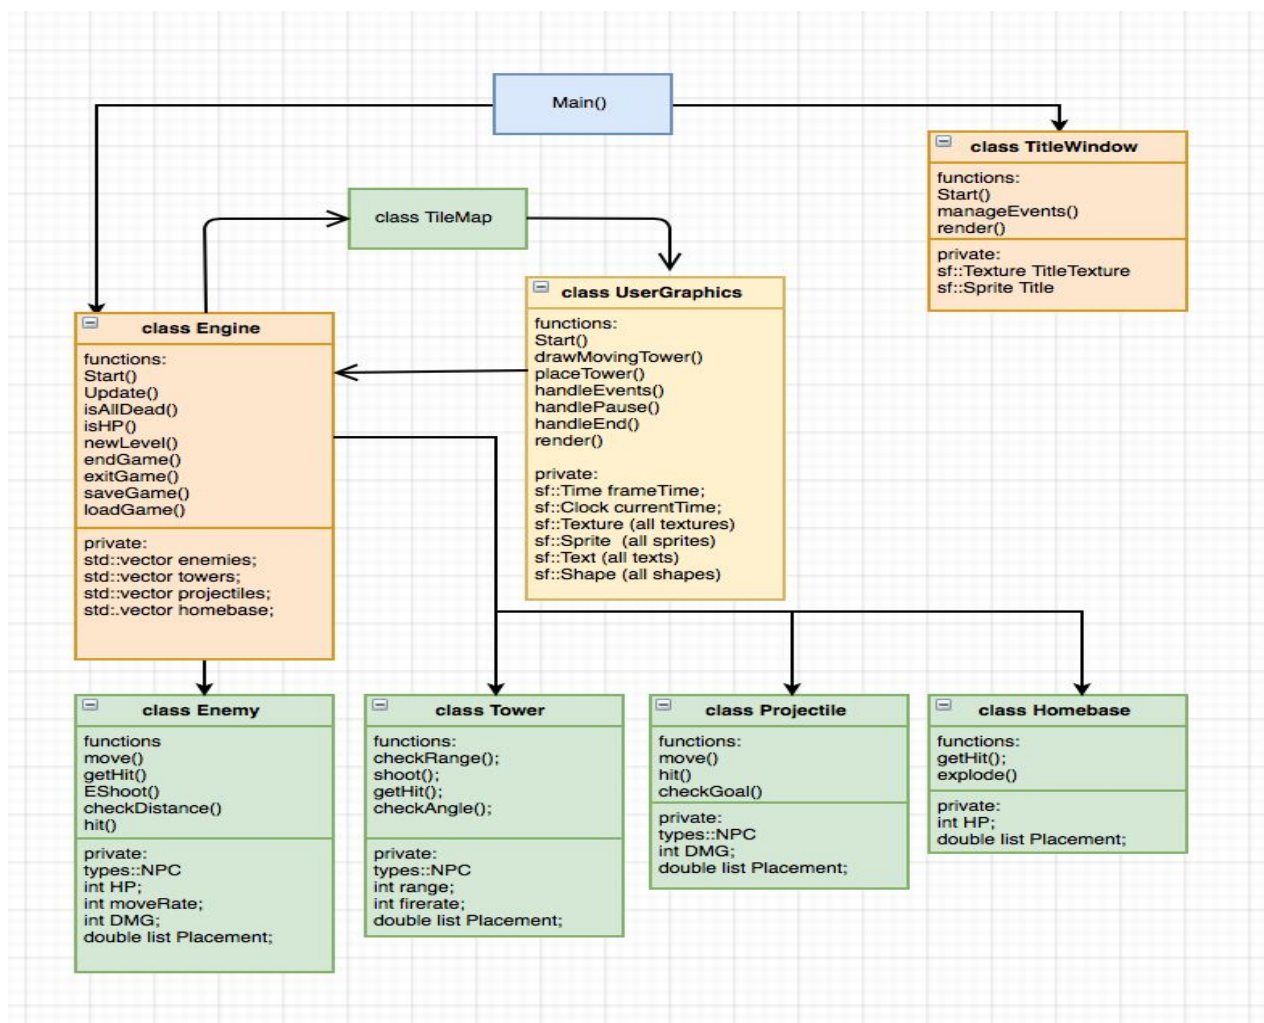 Main()
class TitleWindow
functions:
Start()
manageEvents()
render()
private:
sf::Texture TitleTexture
sf::Sprite Title
class TileMap
class UserGraphics
functions:
Start()
drawMovingTower()
placeTower()
handleEvents()
handlePause()
handleEnd()
render()
private:
sf::Time frameTime;
sf::Clock currentTime;
sf::Texture (all textures)
sf::Sprite (all sprites)
sf::Text (all texts)
sf::Shape (all shapes)
class Engine
functions:
Start()
Update()
isAllDead()
isHP()
newLevel()
endGame()
exitGame()
saveGame()
loadGame()
private:
std::vector enemies;
std::vector towers;
std::vector projectiles;
std:.vector homebase;
class Enemy
functions
move()
getHit()
EShoot()
checkDistance()
hit()
private:
types::NPC
int HP;
int moveRate;
int DMG;
double list Placement;
class Tower
functions:
checkRange();
shoot();
getHit();
checkAngle();
private:
types::NPC
int range;
int firerate;
double list Placement;
class Projectile
functions:
move()
hit()
checkGoal()
private:
types::NPC
int DMG;
double list Placement;
class Homebase
functions:
getHit();
explode()
private:
int HP;
double list Placement;